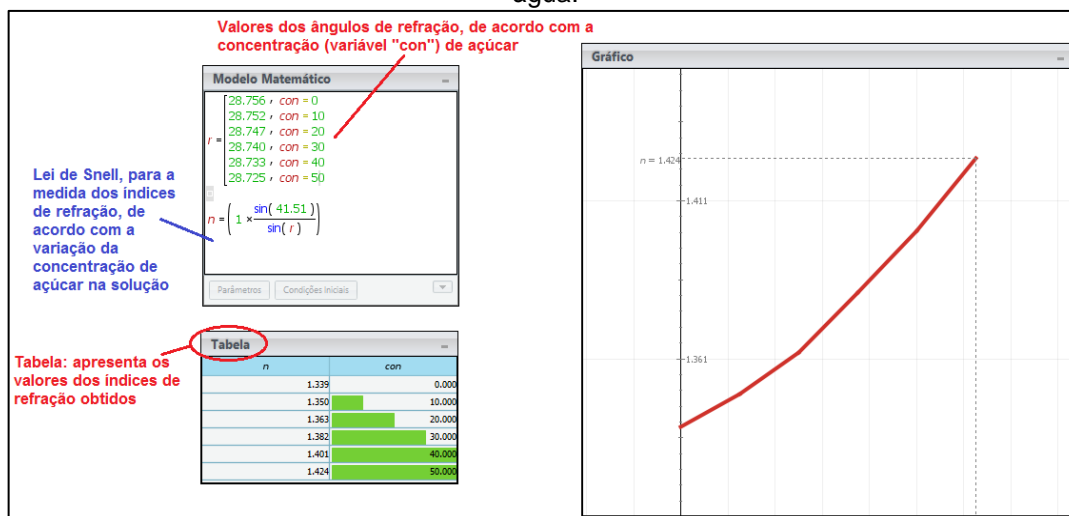 água.
Valores dos ângulos de refração, de acordo com a
concentração (variável "con") de açúcar
Modelo Matemático
r =
28.756 , con = 0
28.752 , con = 10
28.747 , con = 20
28.740 , con = 30
28.733 , con = 40
28.725 , con = 50
n = ( 1 × sin( 41.51 ) / sin( r ) )
Parâmetros Condições Iniciais
Lei de Snell, para a
medida dos índices
de refração, de
acordo com a
variação da
concentração de
açúcar na solução
Tabela
n con
1.339 0.000
1.350 10.000
1.363 20.000
1.382 30.000
1.401 40.000
1.424 50.000
Tabela: apresenta os
valores dos índices de
refração obtidos
Gráfico
n = 1.424
1.411
1.361